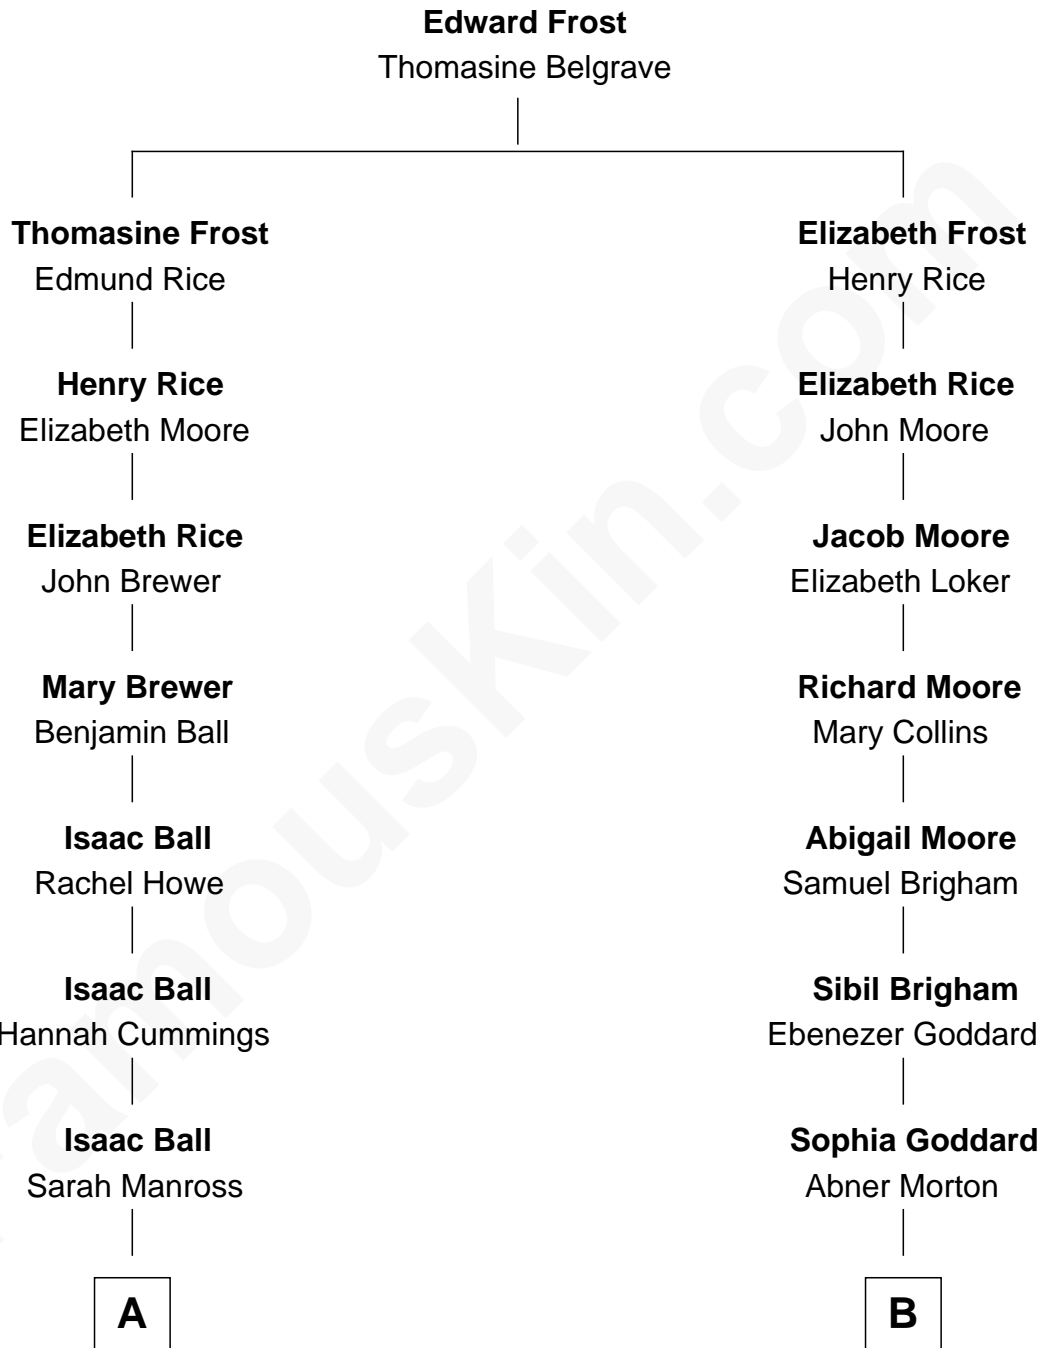 Edward Frost
Thomasine Belgrave
Thomasine Frost
Edmund Rice
Henry Rice
Elizabeth Moore
Elizabeth Rice
John Brewer
Mary Brewer
Benjamin Ball
Isaac Ball
Rachel Howe
Isaac Ball
Hannah Cummings
Isaac Ball
Sarah Manross
A
Elizabeth Frost
Henry Rice
Elizabeth Rice
John Moore
Jacob Moore
Elizabeth Loker
Richard Moore
Mary Collins
Abigail Moore
Samuel Brigham
Sibil Brigham
Ebenezer Goddard
Sophia Goddard
Abner Morton
B
FamousKin.com